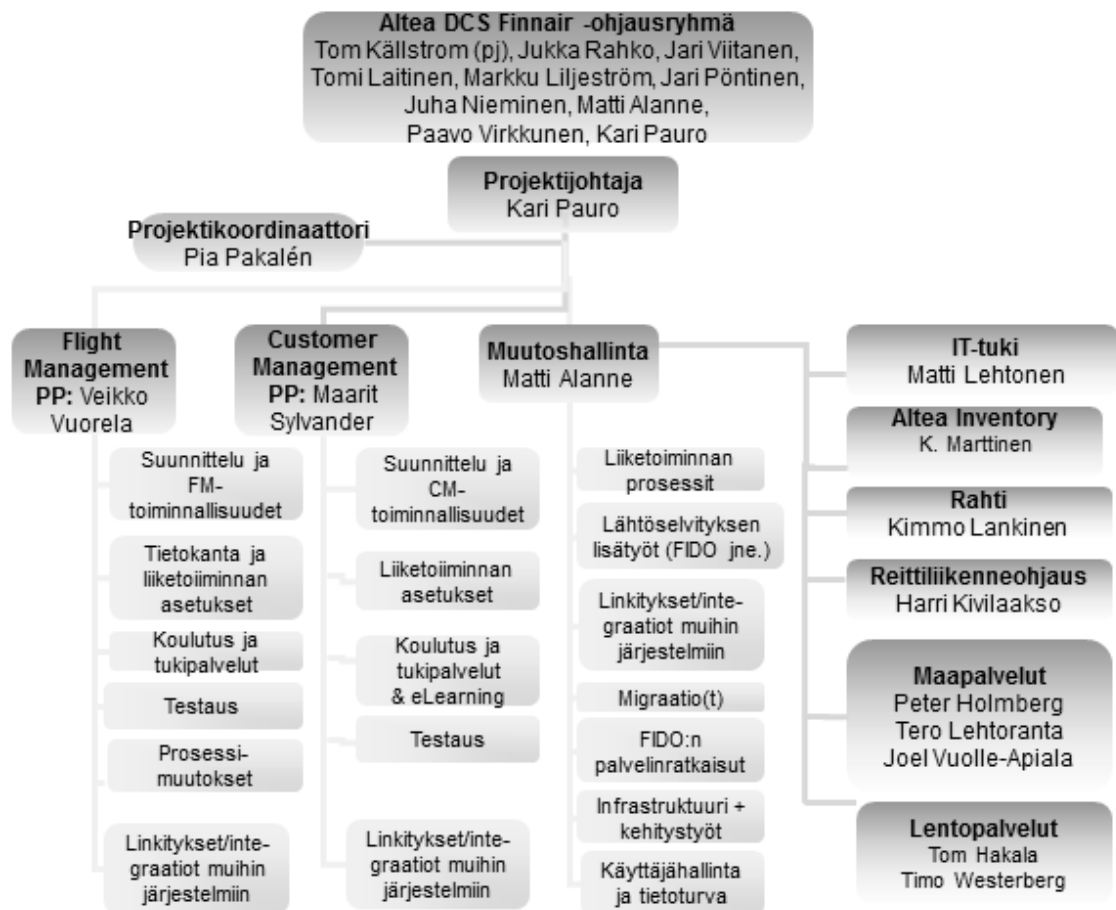 Altea DCS Finnair -ohjausryhmä
Tom Källstrom (pj), Jukka Rahko, Jari Viitanen,
Tomi Laitinen, Markku Liljeström, Jari Pöntinen,
Juha Nieminen, Matti Alanne,
Paavo Virkkunen, Kari Pauro
Projektijohtaja
Kari Pauro
Projektikoordinaattori
Pia Pakalén
Flight
Management
PP: Veikko
Vuorela
Suunnittelu ja
FM-
toiminnallisuudet
Tietokanta ja
liiketoiiminnan
asetukset
Koulutus ja
tukipalvelut
Testaus
Prosessi-
muutokset
Linkitykset/inte-
graatiot muihin
järjestelmiin
Customer
Management
PP: Maarit
Sylvander
Suunnittelu ja
CM-
toiminnallisuudet
Liiketoiiminnan
asetukset
Koulutus ja
tukipalvelut
& eLearning
Testaus
Linkitykset/inte-
graatiot muihin
järjestelmiin
Muutoshallinta
Matti Alanne
Liiketoiminnan
prosessit
Lähtöselvityksen
lisätyöt (FIDO jne.)
Linkitykset/inte-
graatiot muihin
järjestelmiin
Migraatio(t)
FIDO:n
palvelinratkaisut
Infrastruktuuri +
kehitystyöt
Käyttäjähallinta
ja tietoturva
IT-tuki
Matti Lehtonen
Altea Inventory
K. Marttinen
Rahti
Kimmo Lankinen
Reittiliikenneohjaus
Harri Kivilaakso
Maapalvelut
Peter Holmberg
Tero Lehtoranta
Joel Vuolle-Apiala
Lentopalvelut
Tom Hakala
Timo Westerberg